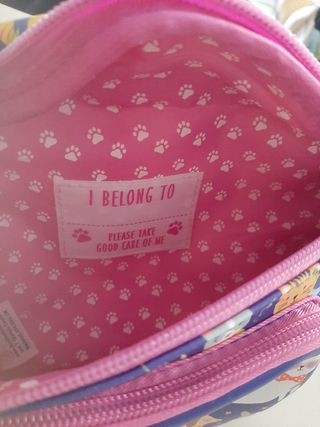 I BELONG TO
PLEASE TAKE
GOOD CARE OF ME